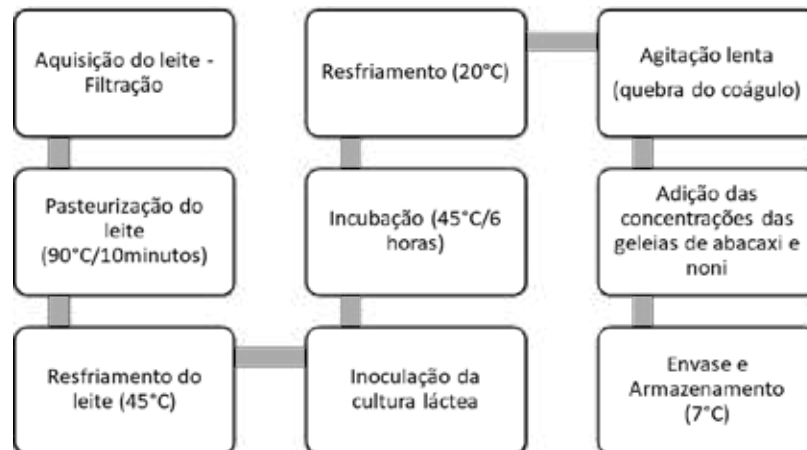 Aquisição do leite -
Filtração
Pasteurização do
leite
(90°C/10minutos)
Resfriamento do
leite (45°C)
Inoculação da
cultura láctea
Incubação (45°C/6
horas)
Resfriamento (20°C)
Agitação lenta
(quebra do coágulo)
Adição das
concentrações das
geleias de abacaxi e
noni
Envase e
Armazenamento
(7°C)